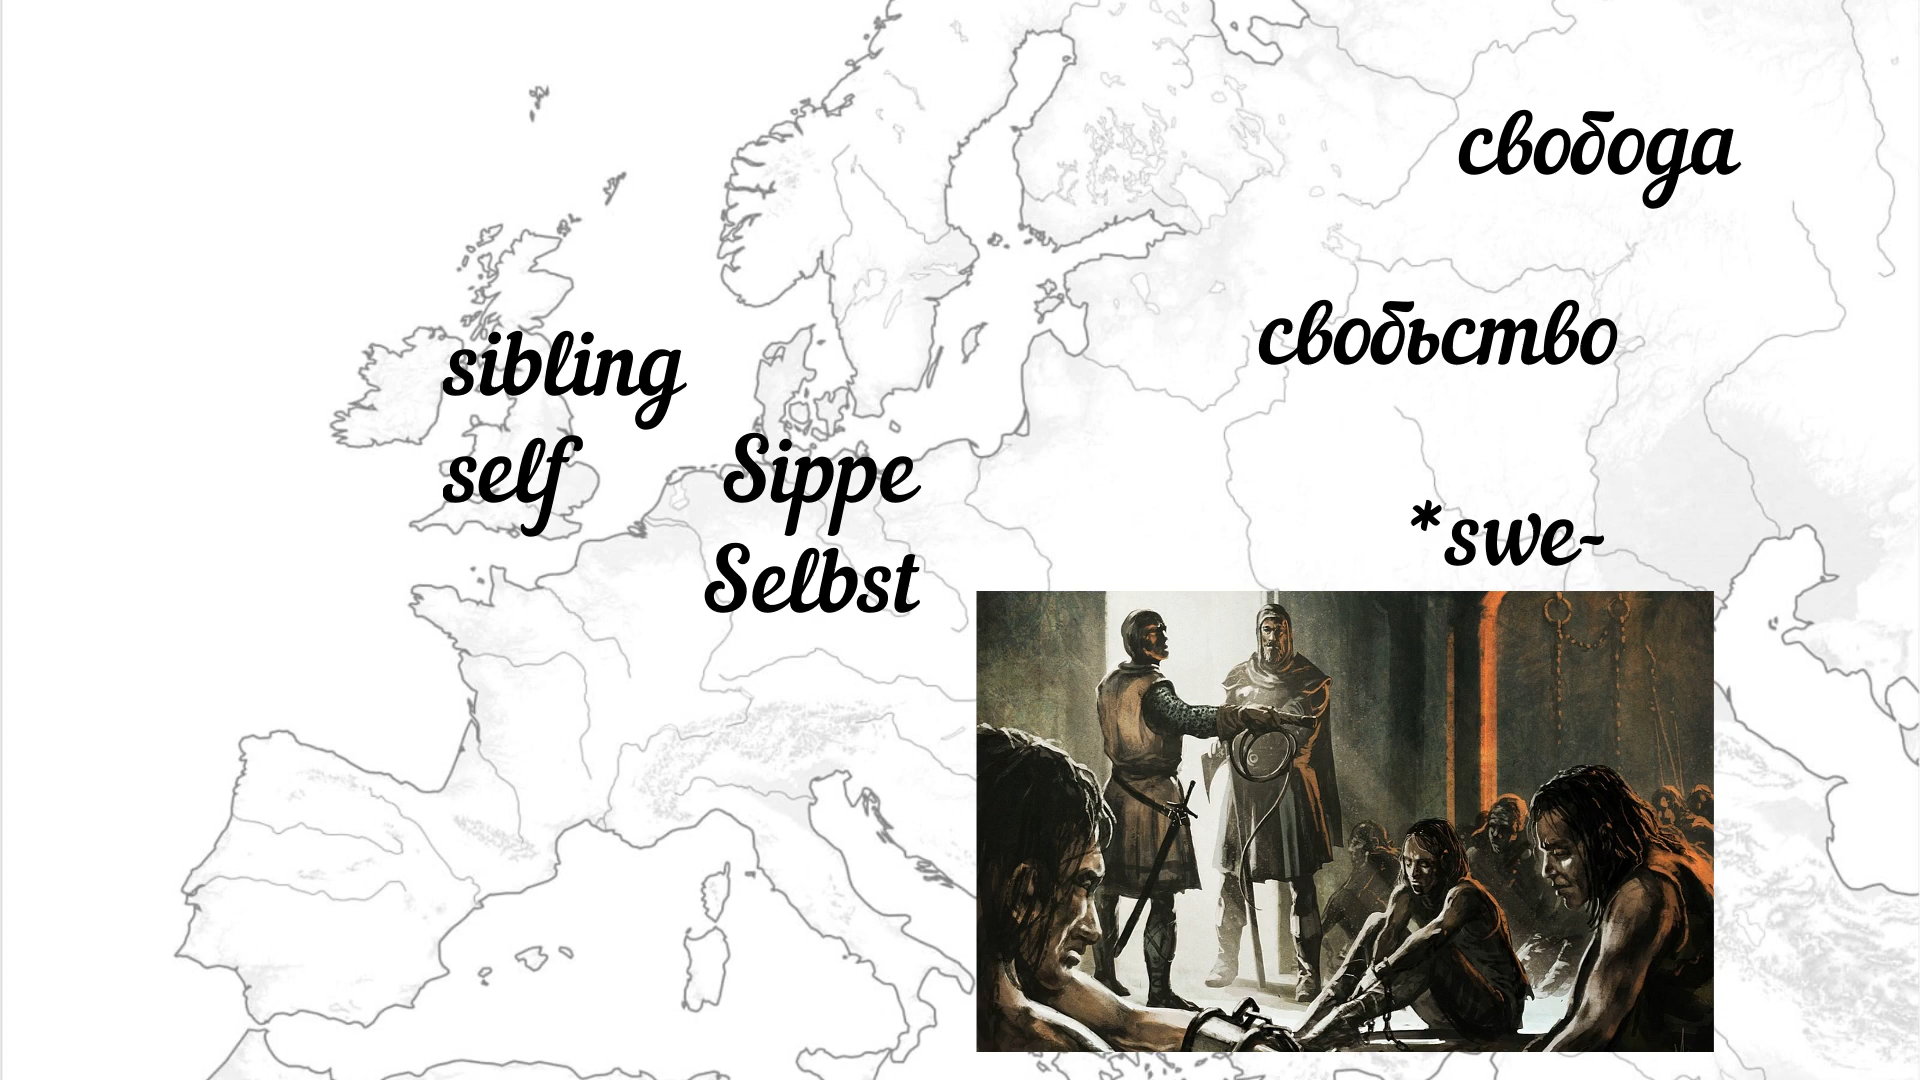 свобода
свобьство
sibling
self
Sippe
Selbst
*swe-